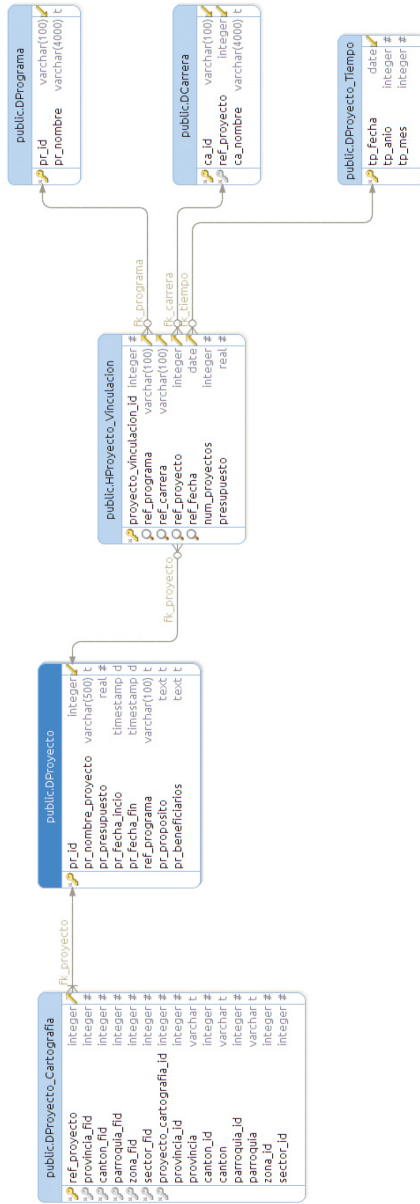 public.DProyecto_Cartografia
ref_proyecto integer #
provincia_fid integer #
canton_fid integer #
parroquia_fid integer #
zona_fid integer #
sector_fid integer #
proyecto_cartografia_id integer #
provincia_id integer #
provincia varchar t
canton_id integer #
canton varchar t
parroquia_id integer #
parroquia varchar t
zona_id integer #
sector_id integer #
fk_proyecto
public.DProyecto
pr_id integer
pr_nombre_proyecto varchar(500) t
pr_presupuesto real #
pr_fecha_incio timestamp d
pr_fecha_fin timestamp d
ref_programa varchar(100) t
pr_proposito text t
pr_beneficiarios text t
fk_proyecto
public.HProyecto_Vinculacion
proyecto_vinculacion_id integer #
ref_programa varchar(100)
ref_carrera varchar(100)
ref_proyecto integer
ref_fecha date
num_proyectos integer #
presupuesto real #
fk_programa
fk_carrera
fk_tiempo
public.DPrograma
pr_id varchar(100)
pr_nombre varchar(4000) t
public.DCarrera
ca_id varchar(100)
ref_proyecto integer
ca_nombre varchar(4000) t
public.DProyecto_Tiempo
tp_fecha date
tp_anio integer #
tp_mes integer #